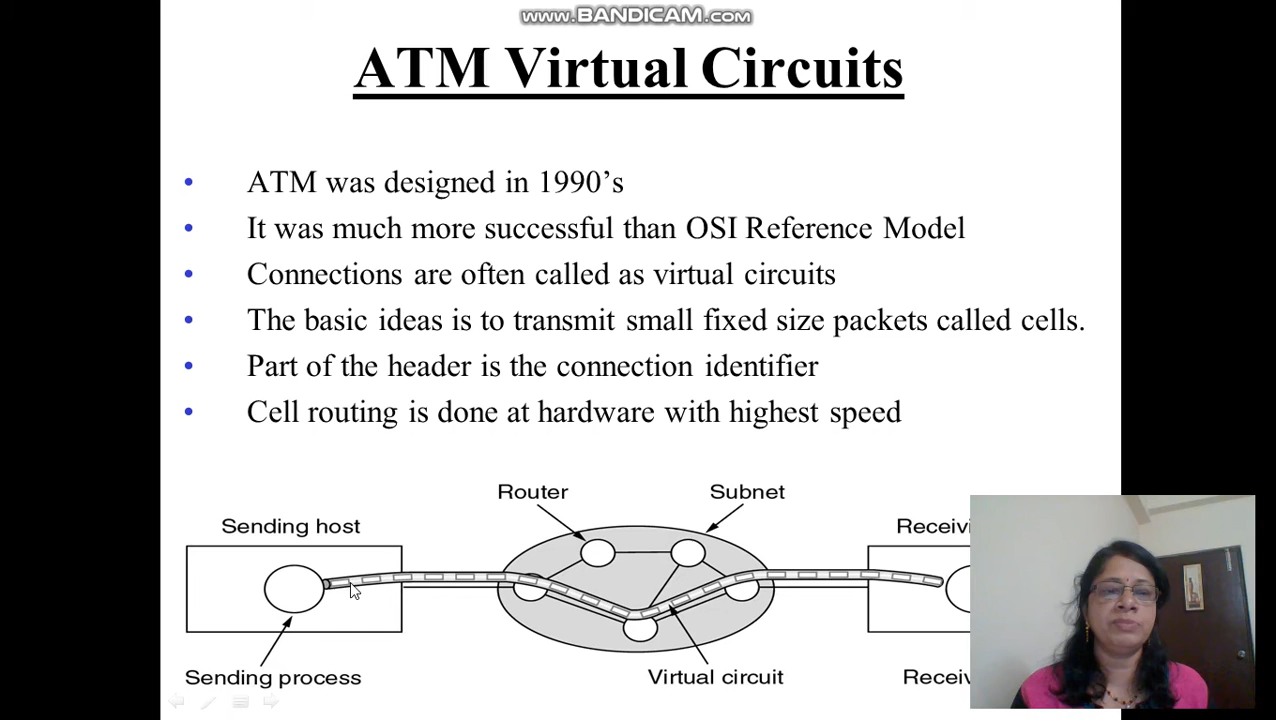 www.BANDICAM.com
ATM Virtual Circuits
• ATM was designed in 1990’s
• It was much more successful than OSI Reference Model
• Connections are often called as virtual circuits
• The basic ideas is to transmit small fixed size packets called cells.
• Part of the header is the connection identifier
• Cell routing is done at hardware with highest speed
Router
Subnet
Sending host
Sending process
Virtual circuit